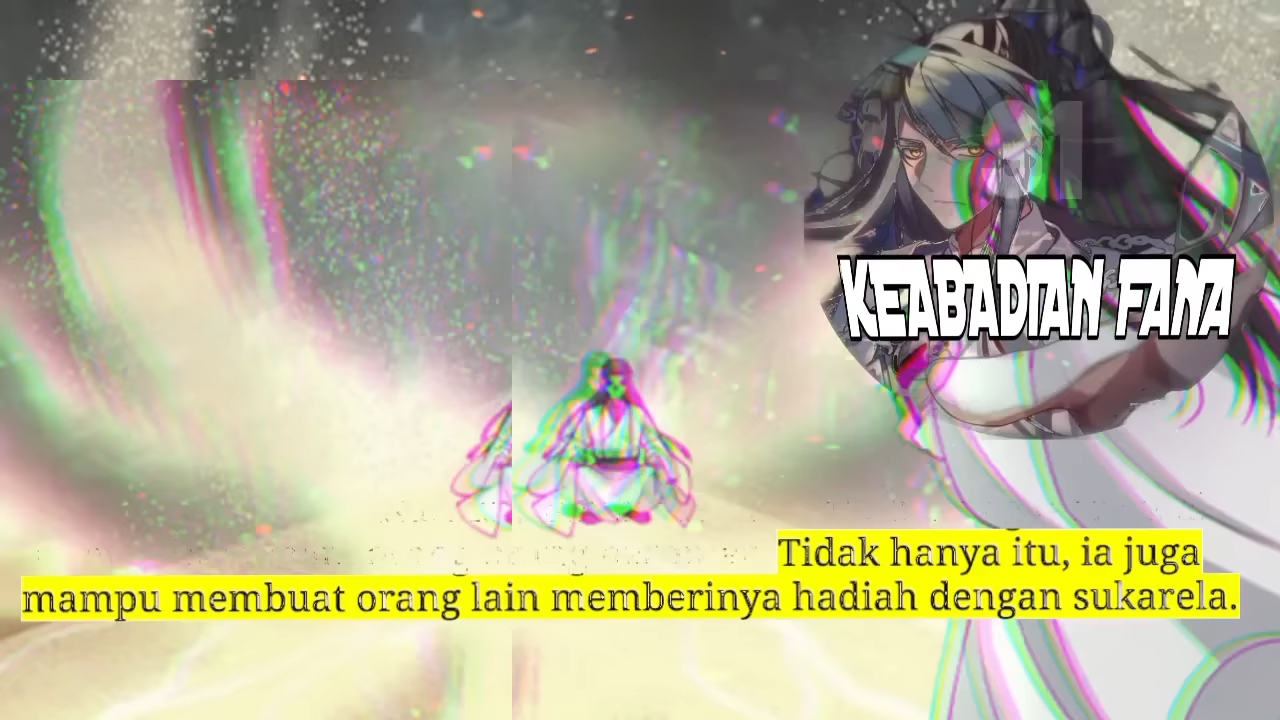 KEABADIAN FANA
Tidak hanya itu, ia juga
mampu membuat orang lain memberinya hadiah dengan sukarela.